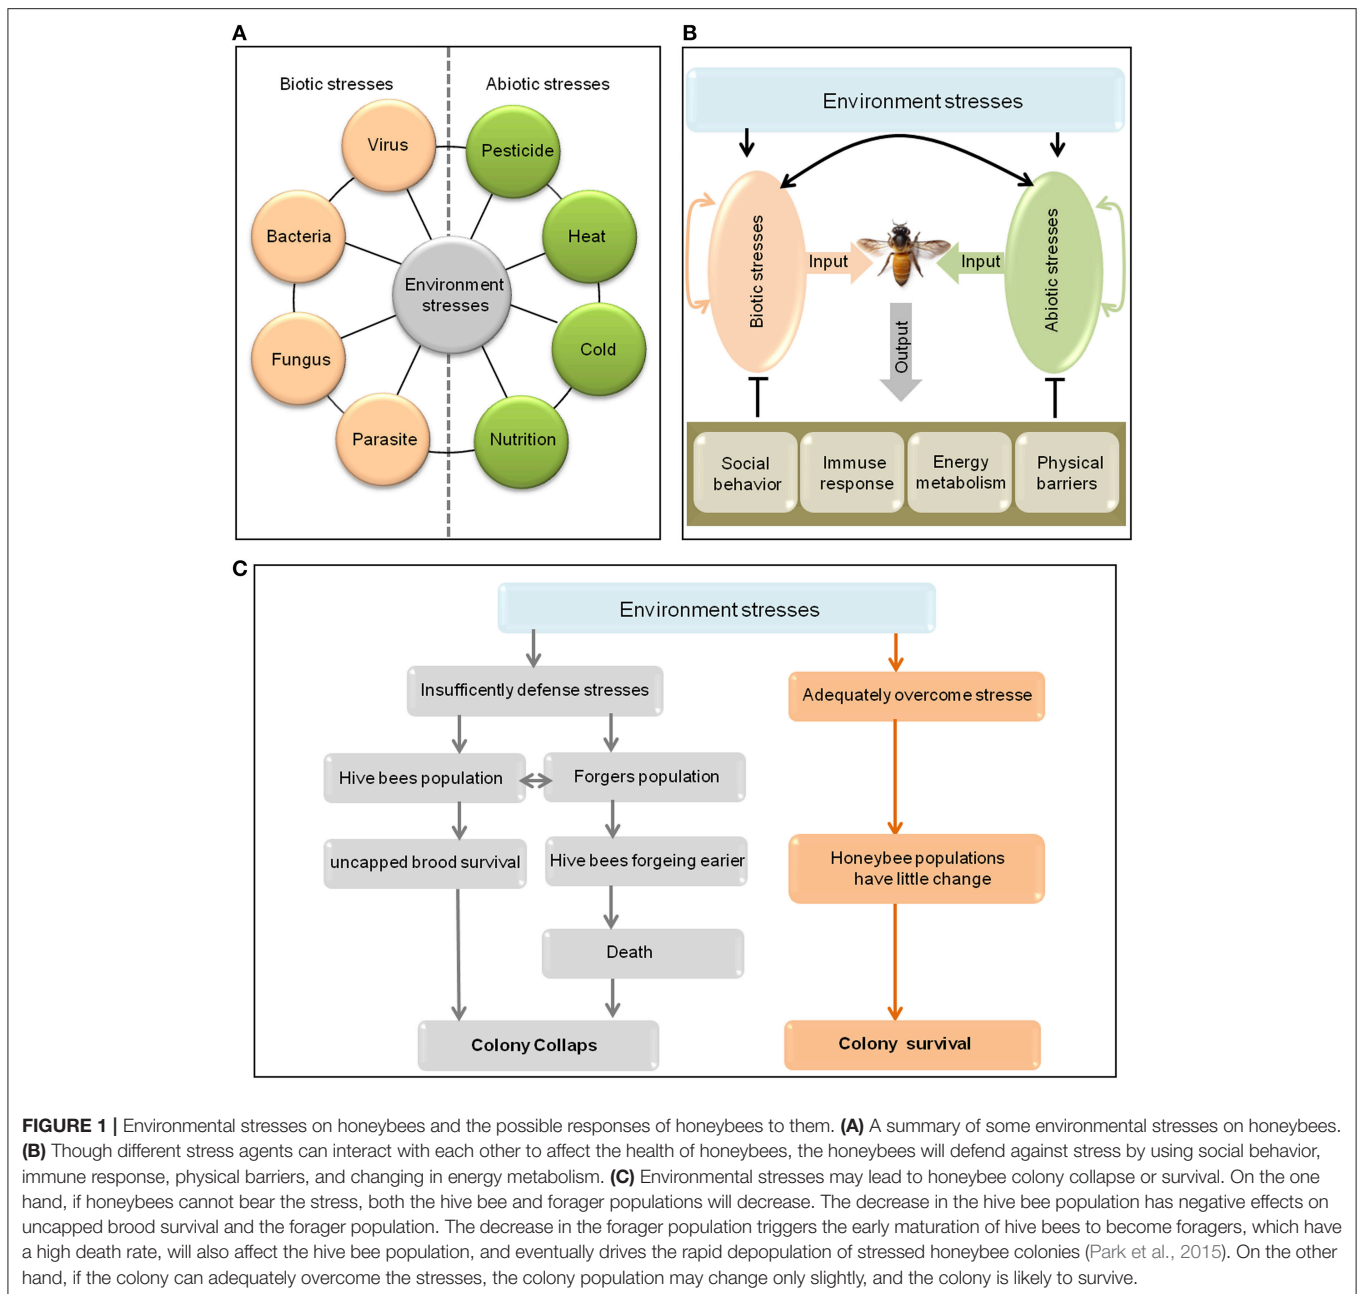 A
Biotic stresses
Abiotic stresses
Virus
Pesticide
Bacteria
Heat
Environment
stresses
Fungus
Cold
Parasite
Nutrition
B
Environment stresses
Biotic stresses
Input
Input
Abiotic stresses
Output
Social
behavior
Immuse
response
Energy
metabolism
Physical
barriers
C
Environment stresses
Insufficently defense stresses
Adequately overcome stresse
Hive bees population
Forgers population
uncapped brood survival
Hive bees forgeing earier
Honeybee populations
have little change
Death
Colony Collaps
Colony survival
FIGURE 1 | Environmental stresses on honeybees and the possible responses of honeybees to them. (A) A summary of some environmental stresses on honeybees.
(B) Though different stress agents can interact with each other to affect the health of honeybees, the honeybees will defend against stress by using social behavior,
immune response, physical barriers, and changing in energy metabolism. (C) Environmental stresses may lead to honeybee colony collapse or survival. On the one
hand, if honeybees cannot bear the stress, both the hive bee and forager populations will decrease. The decrease in the hive bee population has negative effects on
uncapped brood survival and the forager population. The decrease in the forager population triggers the early maturation of hive bees to become foragers, which have
a high death rate, will also affect the hive bee population, and eventually drives the rapid depopulation of stressed honeybee colonies (Park et al., 2015). On the other
hand, if the colony can adequately overcome the stresses, the colony population may change only slightly, and the colony is likely to survive.